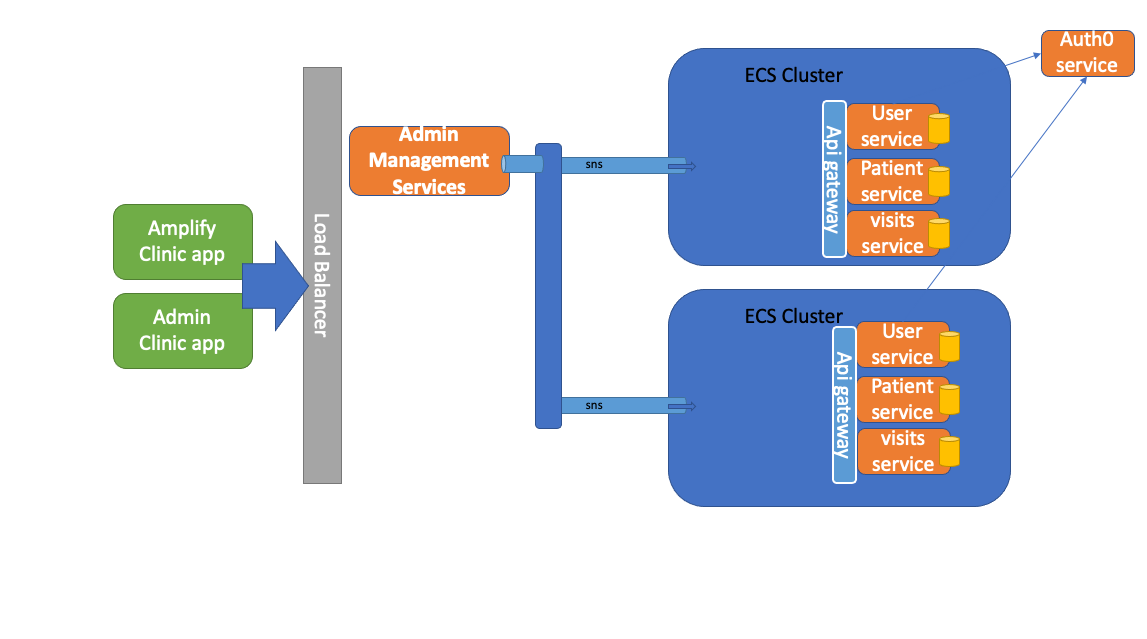 Amplify
Clinic app
Admin
Clinic app
Load Balancer
Admin
Management
Services
sns
sns
ECS Cluster
Api gateway
User
service
Patient
service
visits
service
ECS Cluster
Api gateway
User
service
Patient
service
visits
service
Auth0
service